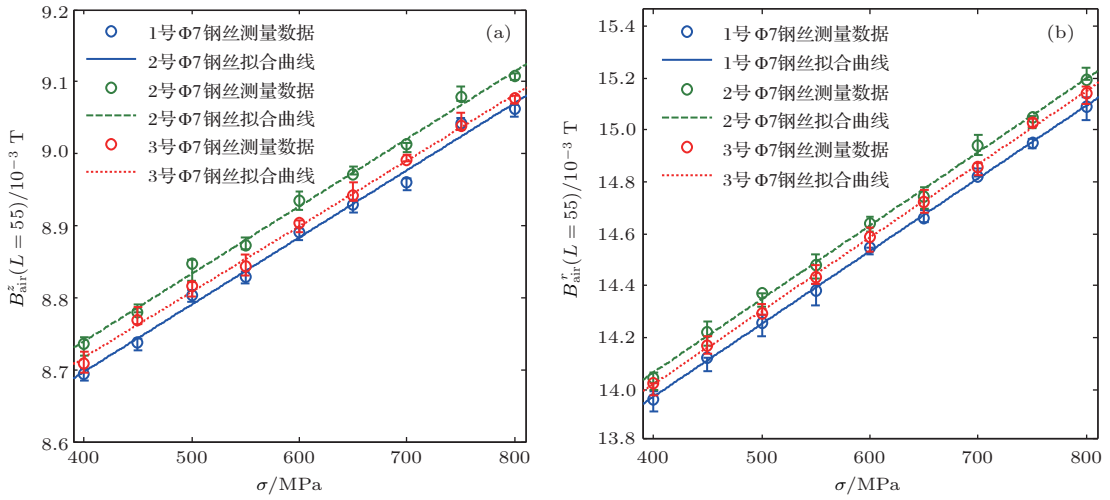 9.2
9.1
9.0
8.9
8.8
8.7
8.6
400
500
600
700
800
σ/MPa
B^z_air(L = 55)/10^−3 T
(a)
1号Φ7钢丝测量数据
2号Φ7钢丝拟合曲线
2号Φ7钢丝测量数据
2号Φ7钢丝拟合曲线
3号Φ7钢丝测量数据
3号Φ7钢丝拟合曲线
15.4
15.2
15.0
14.8
14.6
14.4
14.2
14.0
13.8
400
500
600
700
800
σ/MPa
B^r_air(L = 55)/10^−3 T
(b)
1号Φ7钢丝测量数据
1号Φ7钢丝拟合曲线
2号Φ7钢丝测量数据
2号Φ7钢丝拟合曲线
3号Φ7钢丝测量数据
3号Φ7钢丝拟合曲线